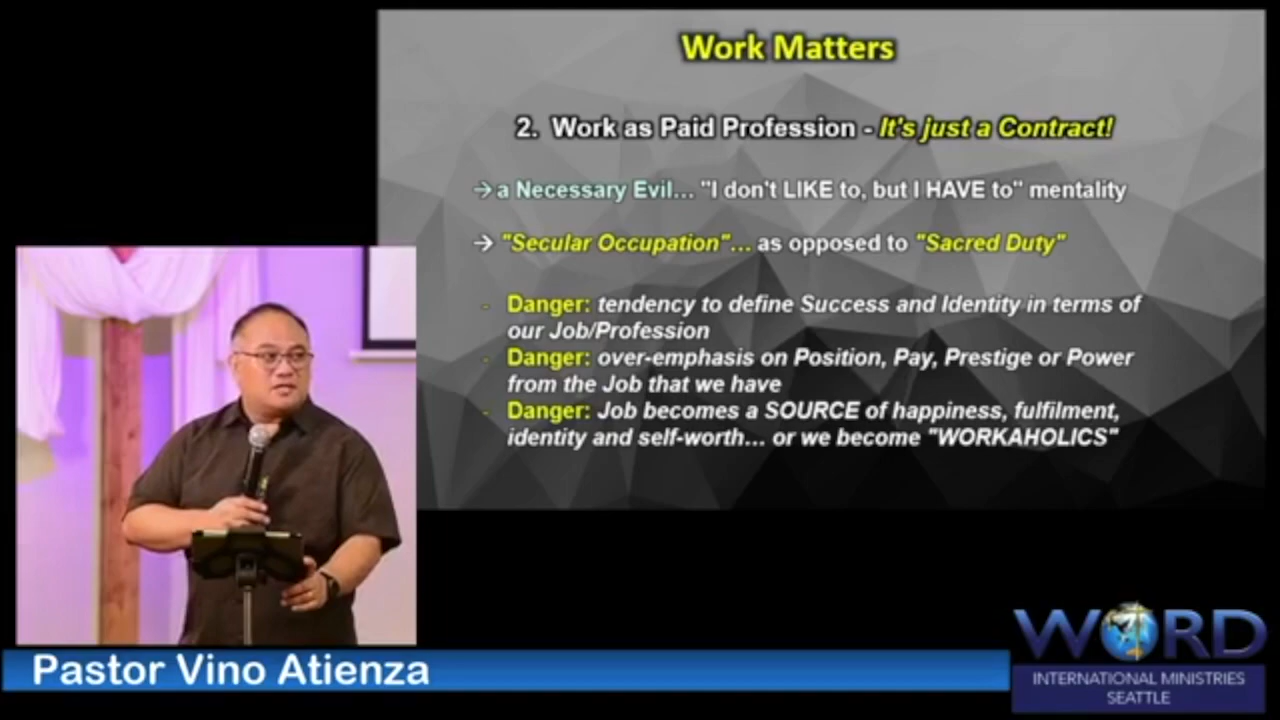 Work Matters
2. Work as Paid Profession - It's just a Contract!
→ a Necessary Evil... "I don't LIKE to, but I HAVE to" mentality
→ "Secular Occupation"... as opposed to "Sacred Duty"
- Danger: tendency to define Success and Identity in terms of
our Job/Profession
- Danger: over-emphasis on Position, Pay, Prestige or Power
from the Job that we have
- Danger: Job becomes a SOURCE of happiness, fulfilment,
identity and self-worth... or we become "WORKAHOLICS"
Pastor Vino Atienza
WORD
INTERNATIONAL MINISTRIES
SEATTLE